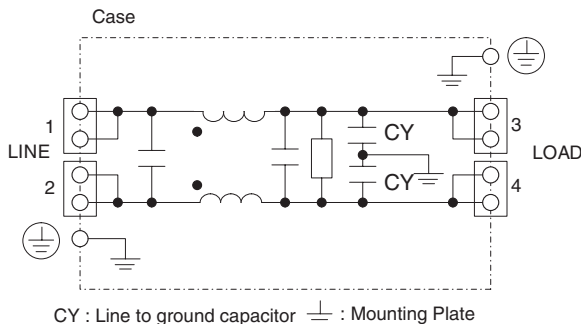 Case
1
3
CY
LINE
LOAD
CY
2
4
CY : Line to ground capacitor : Mounting Plate